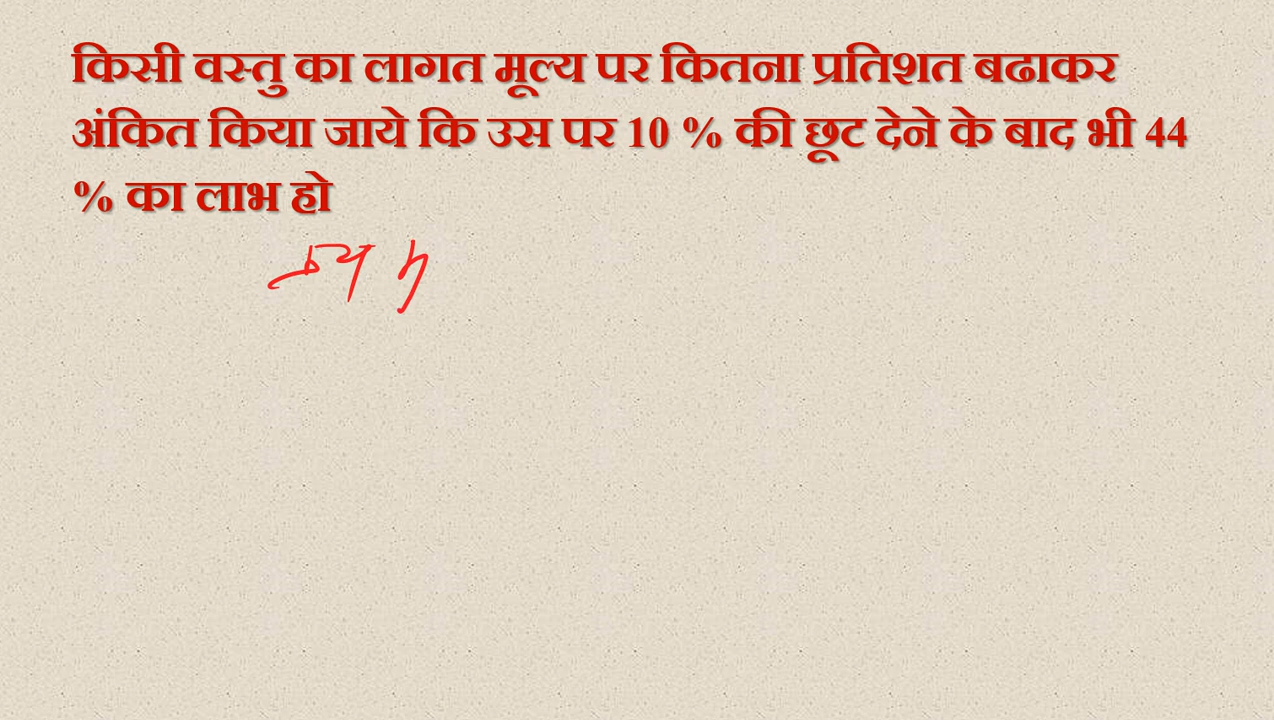 किसी वस्तु का लागत मूल्य पर कितना प्रतिशत बढाकर
अंकित किया जाये कि उस पर 10 % की छूट देने के बाद भी 44
% का लाभ हो